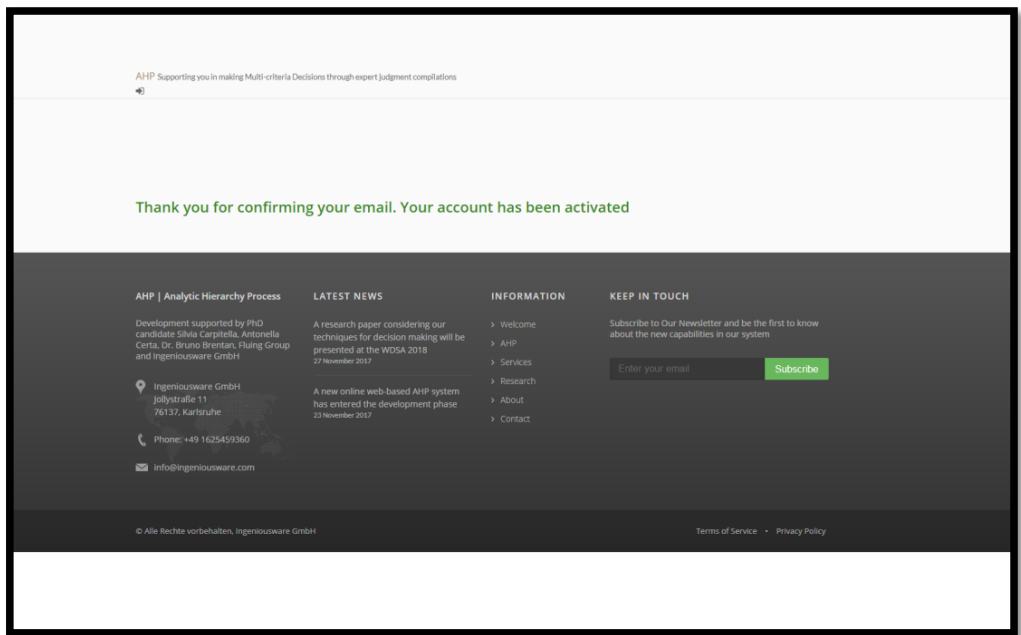 AHP Supporting you in making Multi-criteria Decisions through expert judgment compilations
Thank you for confirming your email. Your account has been activated
AHP | Analytic Hierarchy Process
Development supported by PhD
candidate Silvia Carpitella, Antonella
Certa, Dr. Bruno Brentan, Fluing Group
and Ingeniousware GmbH
Ingeniousware GmbH
Jollystraße 11
76137, Karlsruhe
Phone: +49 1625459360
info@ingeniousware.com
LATEST NEWS
A research paper considering our
techniques for decision making will be
presented at the WDSA 2018
27 November 2017
A new online web-based AHP system
has entered the development phase
23 November 2017
INFORMATION
› Welcome
› AHP
› Services
› Research
› About
› Contact
KEEP IN TOUCH
Subscribe to Our Newsletter and be the first to know
about the new capabilities in our system
Enter your email
Subscribe
© Alle Rechte vorbehalten, Ingeniousware GmbH
Terms of Service • Privacy Policy